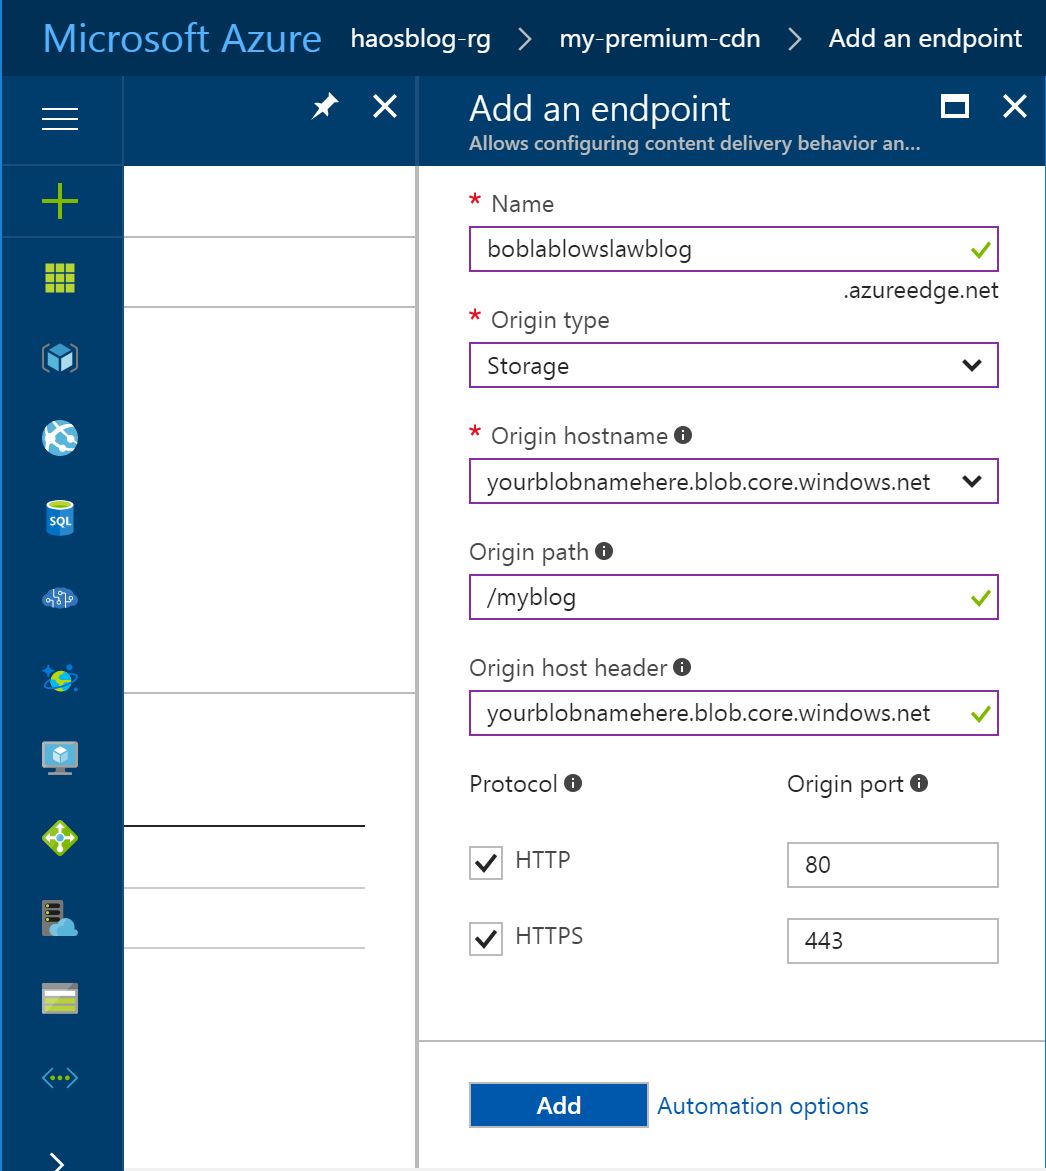 Microsoft Azure haosblog-rg > my-premium-cdn > Add an endpoint
Add an endpoint
Allows configuring content delivery behavior an...
* Name
boblablowslawblog
.azureedge.net
* Origin type
Storage
* Origin hostname
yourblobnamehere.blob.core.windows.net
Origin path
/myblog
Origin host header
yourblobnamehere.blob.core.windows.net
Protocol Origin port
HTTP 80
HTTPS 443
SQL
Add Automation options